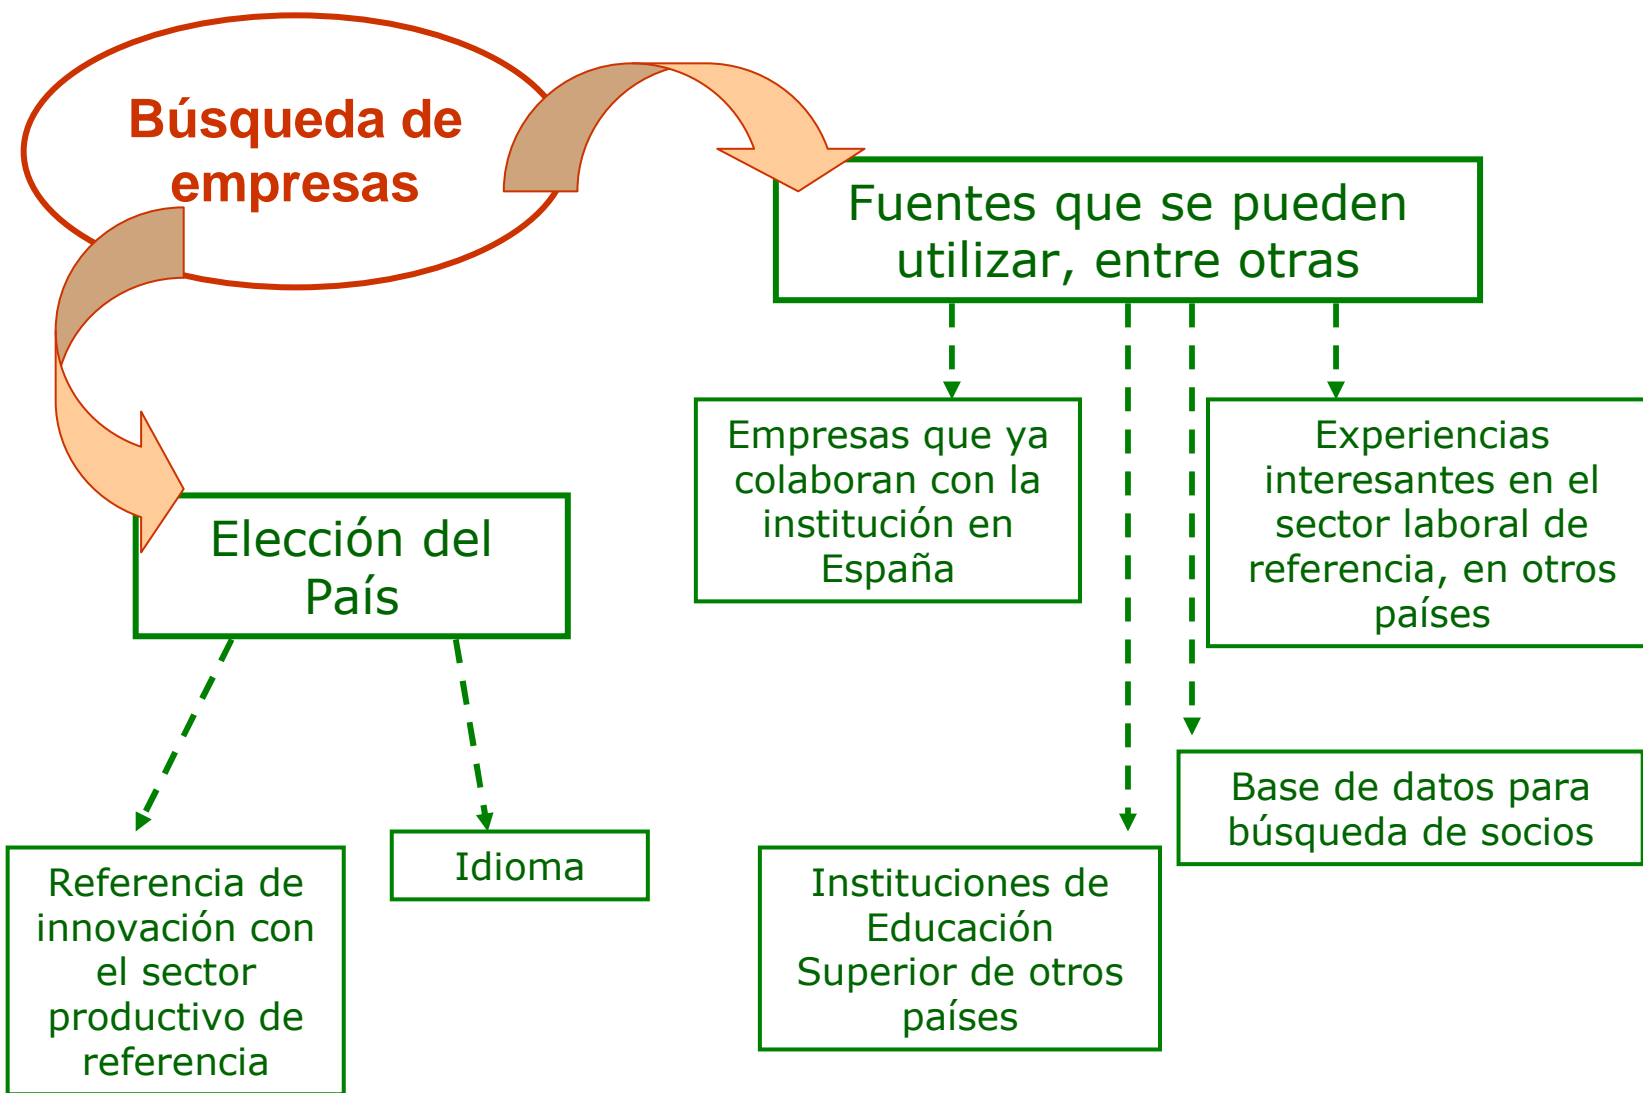 Búsqueda de
empresas
Fuentes que se pueden
utilizar, entre otras
Empresas que ya
colaboran con la
institución en
España
Experiencias
interesantes en el
sector laboral de
referencia, en otros
países
Elección del
País
Base de datos para
búsqueda de socios
Idioma
Referencia de
innovación con
el sector
productivo de
referencia
Instituciones de
Educación
Superior de otros
países